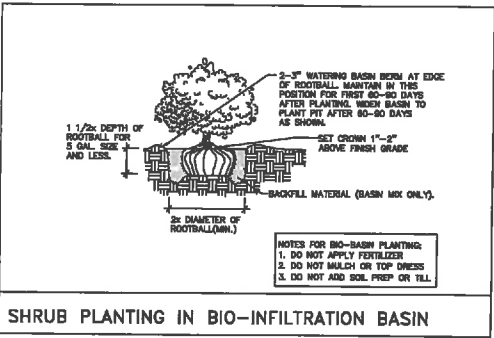 2-3" WATERING BASIN BERM AT EDGE
OF ROOTBALL. MAINTAIN IN THIS
POSITION FOR FIRST 60-90 DAYS
AFTER PLANTING. WIDEN BASIN TO
PLANT PIT AFTER 60-90 DAYS
AS SHOWN.
1 1/2x DEPTH OF
ROOTBALL FOR
5 GAL. SIZE
AND LESS.
SET CROWN 1"-2"
ABOVE FINISH GRADE
BACKFILL MATERIAL (BASIN MIX ONLY).
2x DIAMETER OF
ROOTBALL(MIN.)
NOTES FOR BIO-BASIN PLANTING:
1. DO NOT APPLY FERTILIZER
2. DO NOT MULCH OR TOP DRESS
3. DO NOT ADD SOIL PREP OR TILL
SHRUB PLANTING IN BIO-INFILTRATION BASIN